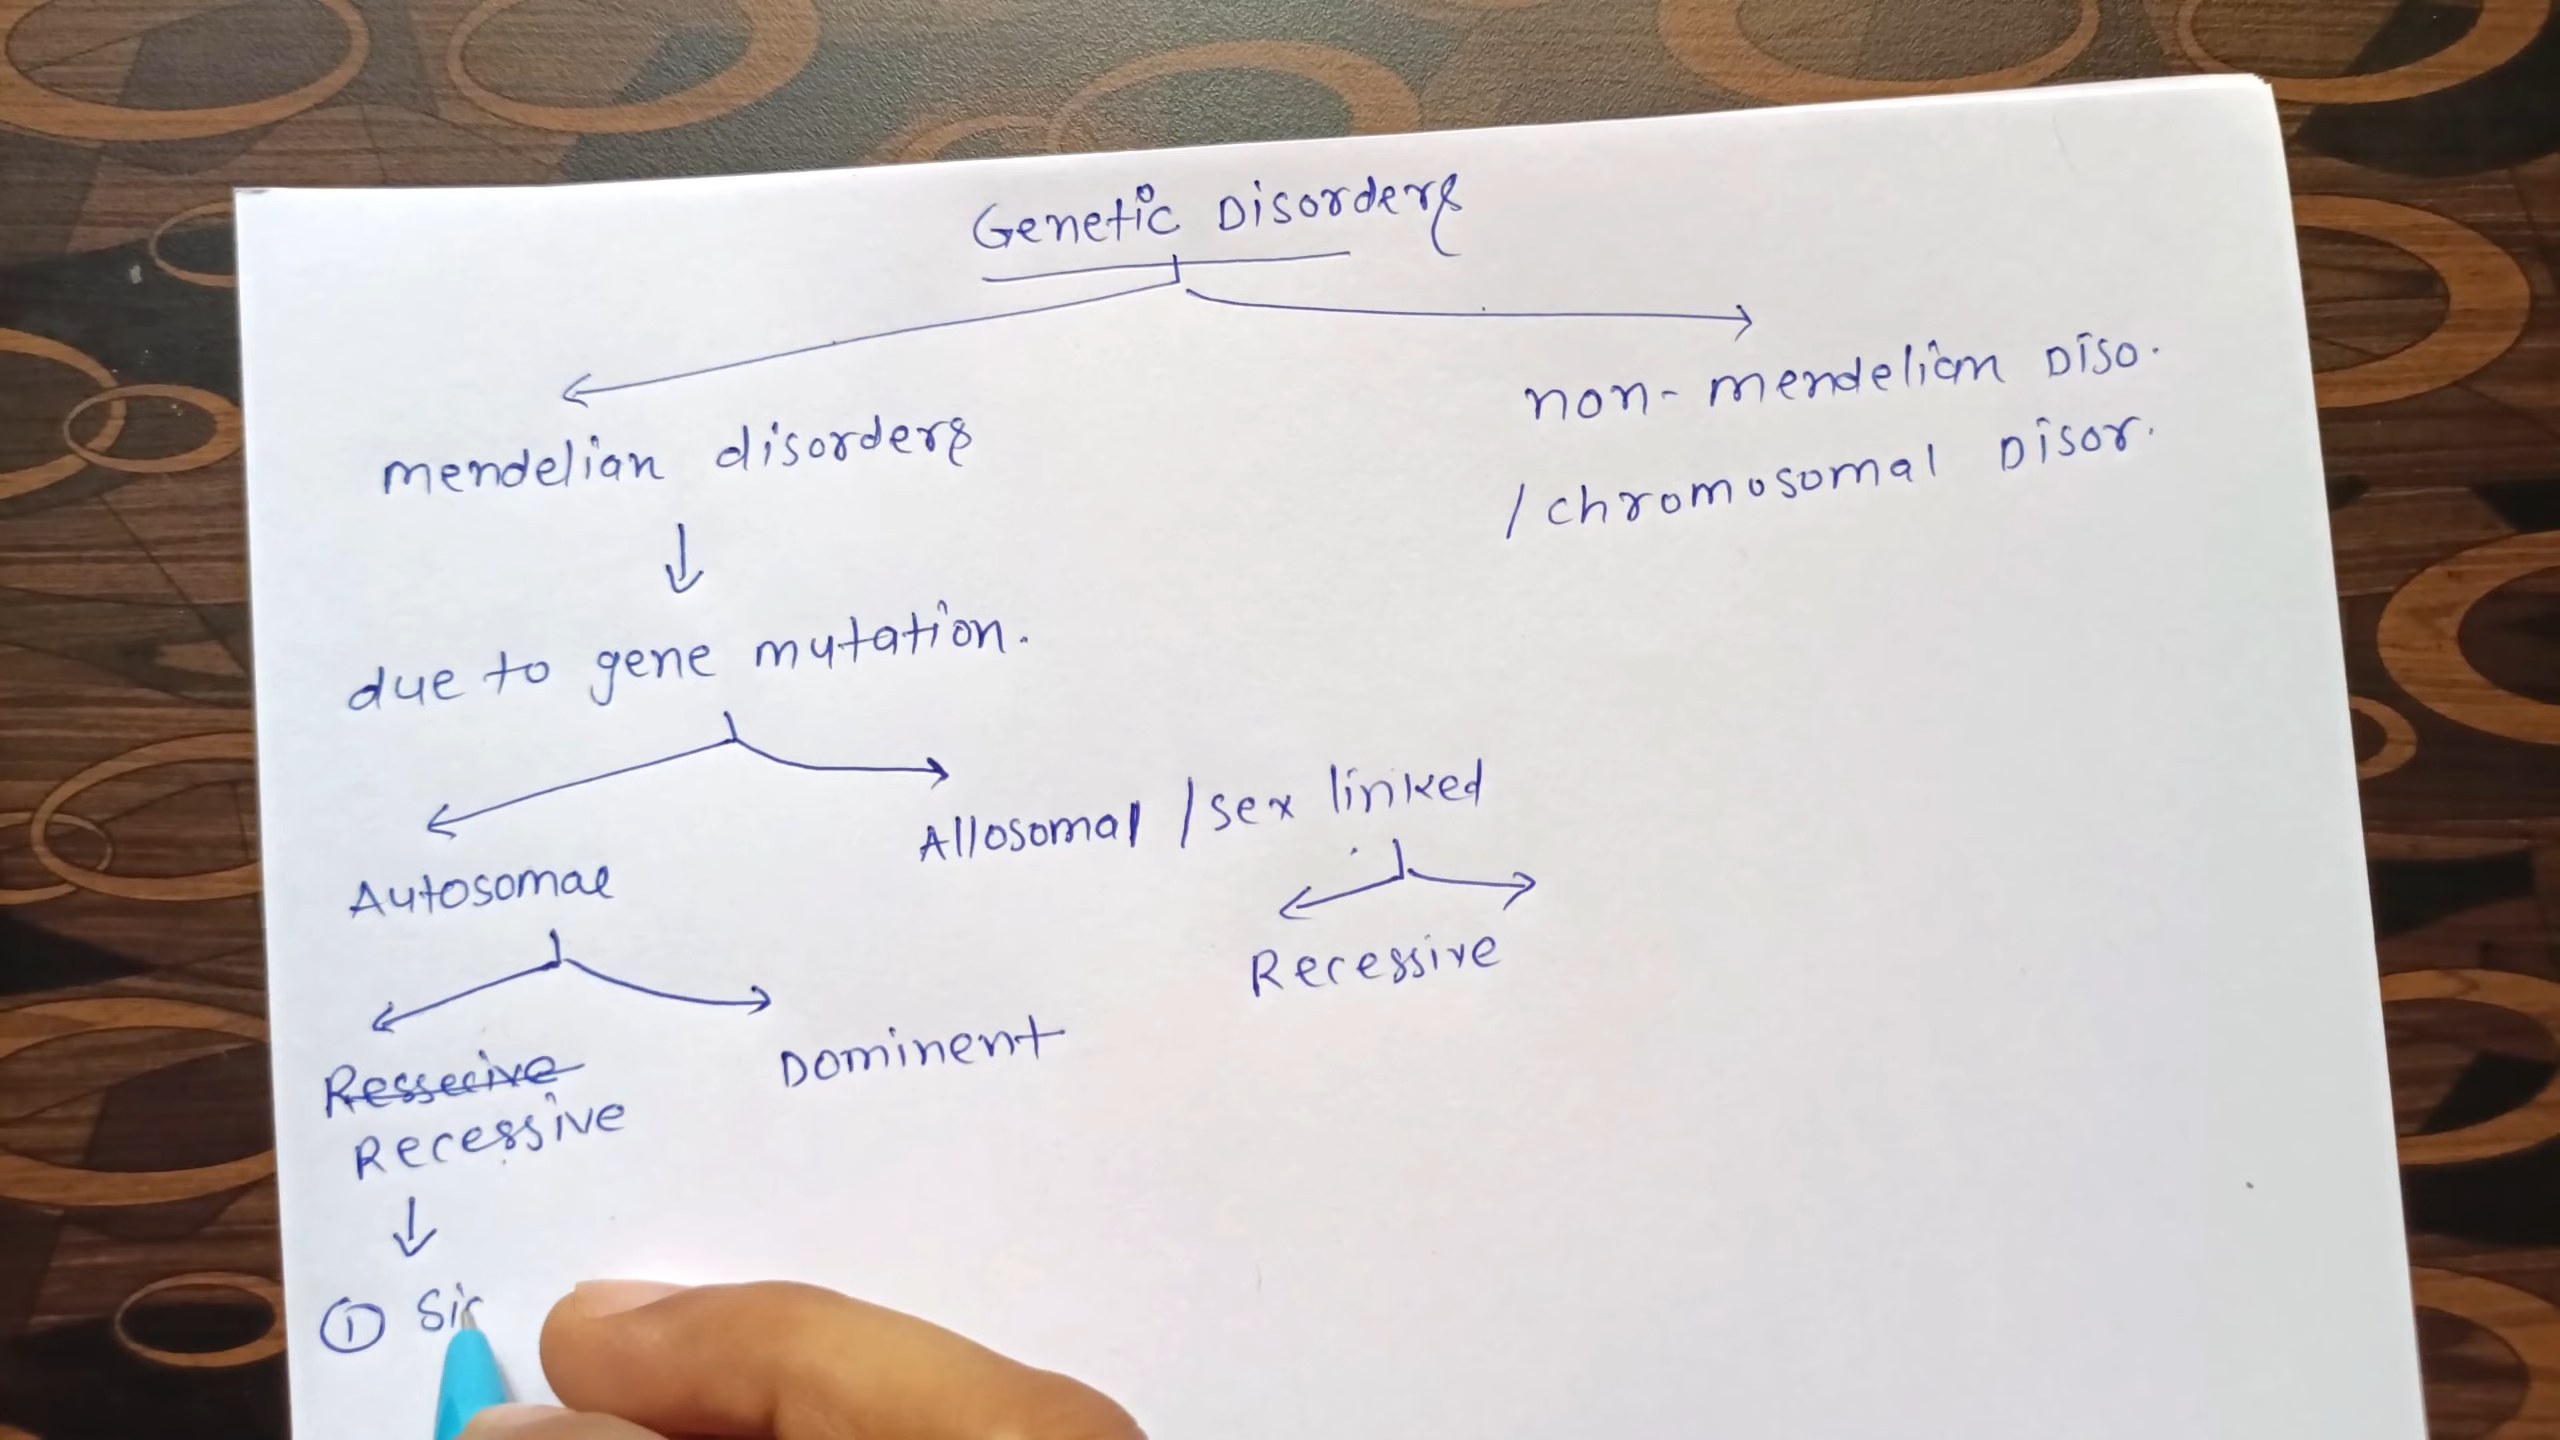 Genetic Disorders
mendelian disorders
non-mendelian Diso.
/ chromosomal Disor.
due to gene mutation.
Autosomal
Allosomal / sex linked
Ressecive
Recessive
Dominent
Recessive
① Sic